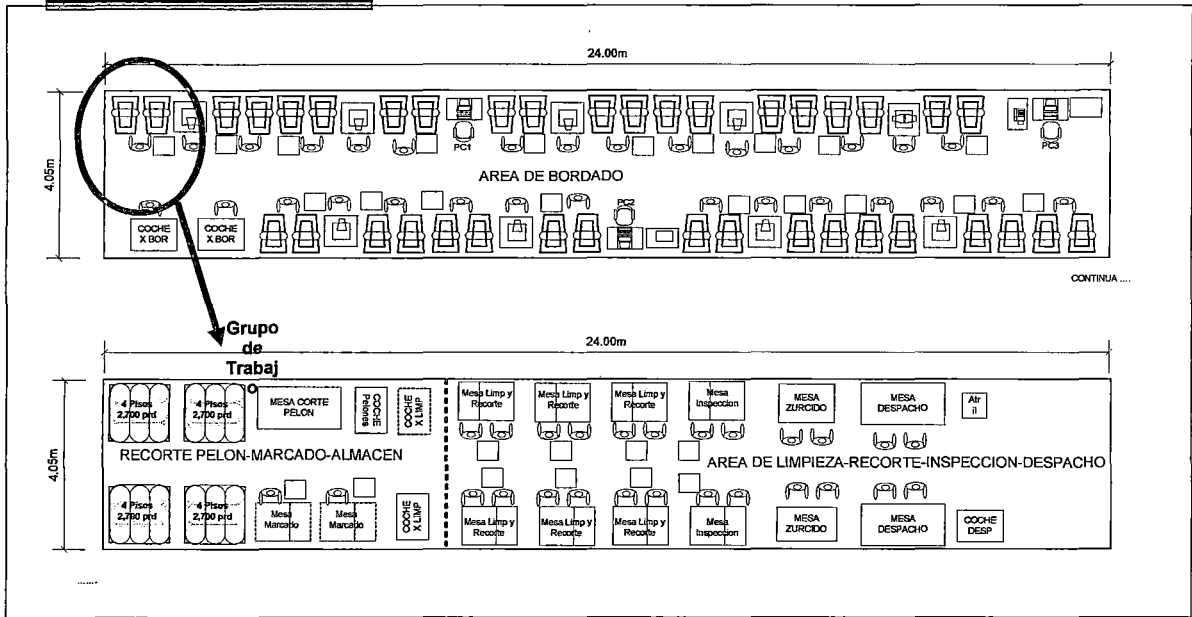 24.00m
4.05m
PC1
PC3
AREA DE BORDADO
COCHE
X BOR
COCHE
X BOR
PC2
CONTINUA ....
Grupo
de
Trabaj
o
24.00m
4.05m
4 Pisos
2,700 prd
4 Pisos
2,700 prd
MESA CORTE
PELON
COCHE
Pelones
COCHE
X LIMP
Mesa Limp y
Recorte
Mesa Limp y
Recorte
Mesa Limp y
Recorte
Mesa
Inspeccion
MESA
ZURCIDO
MESA
DESPACHO
Atr
il
RECORTE PELON-MARCADO-ALMACEN
AREA DE LIMPIEZA-RECORTE-INSPECCION-DESPACHO
4 Pisos
2,700 prd
4 Pisos
2,700 prd
Mesa
Marcado
Mesa
Marcado
COCHE
X LIMP
Mesa Limp y
Recorte
Mesa Limp y
Recorte
Mesa Limp y
Recorte
Mesa
Inspeccion
MESA
ZURCIDO
MESA
DESPACHO
COCHE
DESP
.......